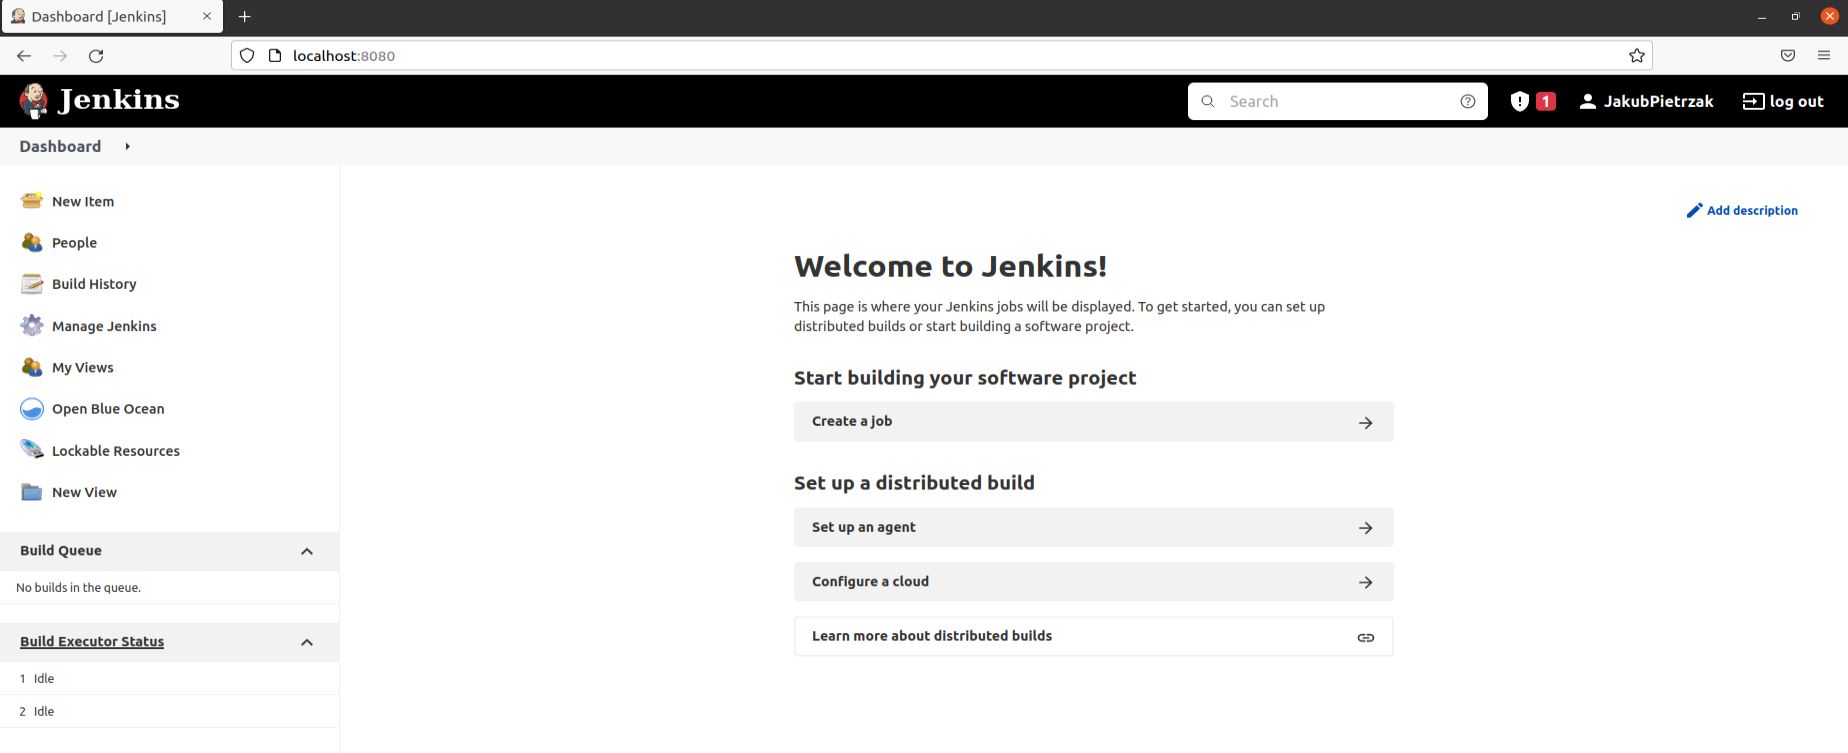 Dashboard [Jenkins]
localhost:8080
Jenkins
Search
1
JakubPietrzak
log out
Dashboard
New Item
People
Build History
Manage Jenkins
My Views
Open Blue Ocean
Lockable Resources
New View
Build Queue
No builds in the queue.
Build Executor Status
1 Idle
2 Idle
Add description
Welcome to Jenkins!
This page is where your Jenkins jobs will be displayed. To get started, you can set up
distributed builds or start building a software project.
Start building your software project
Create a job
Set up a distributed build
Set up an agent
Configure a cloud
Learn more about distributed builds